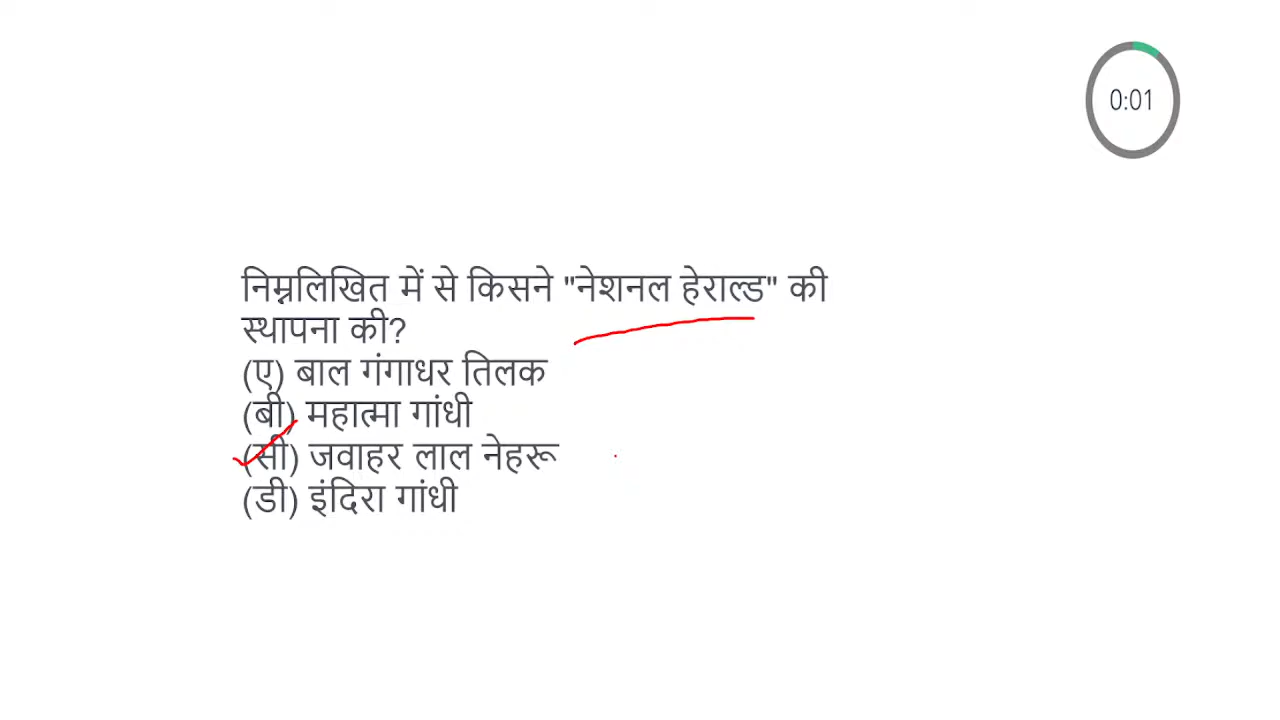 0:01
निम्नलिखित में से किसने "नेशनल हेराल्ड" की
स्थापना की?
(ए) बाल गंगाधर तिलक
(बी) महात्मा गांधी
(सी) जवाहर लाल नेहरू
(डी) इंदिरा गांधी